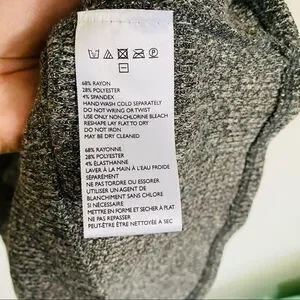 68% RAYON
28% POLYESTER
4% SPANDEX
HAND WASH COLD SEPARATELY
DO NOT WRING OR TWIST
USE ONLY NON-CHLORINE BLEACH
RESHAPE LAY FLAT TO DRY
DO NOT IRON
MAY BE DRY CLEANED
68% RAYONNE
28% POLYESTER
4% ÉLASTHANNE
LAVER À LA MAIN À L'EAU FROIDE
SÉPAREMENT
NE PAS TORDRE OU ESSORER
UTILISER UN AGENT DE
BLANCHIMENT SANS CHLORE
SI NÉCESSAIRE
METTRE EN FORME ET SÉCHER À PLAT
NE PAS REPASSER
PEUT-ÊTRE ÊTRE NETTOYÉE À SEC